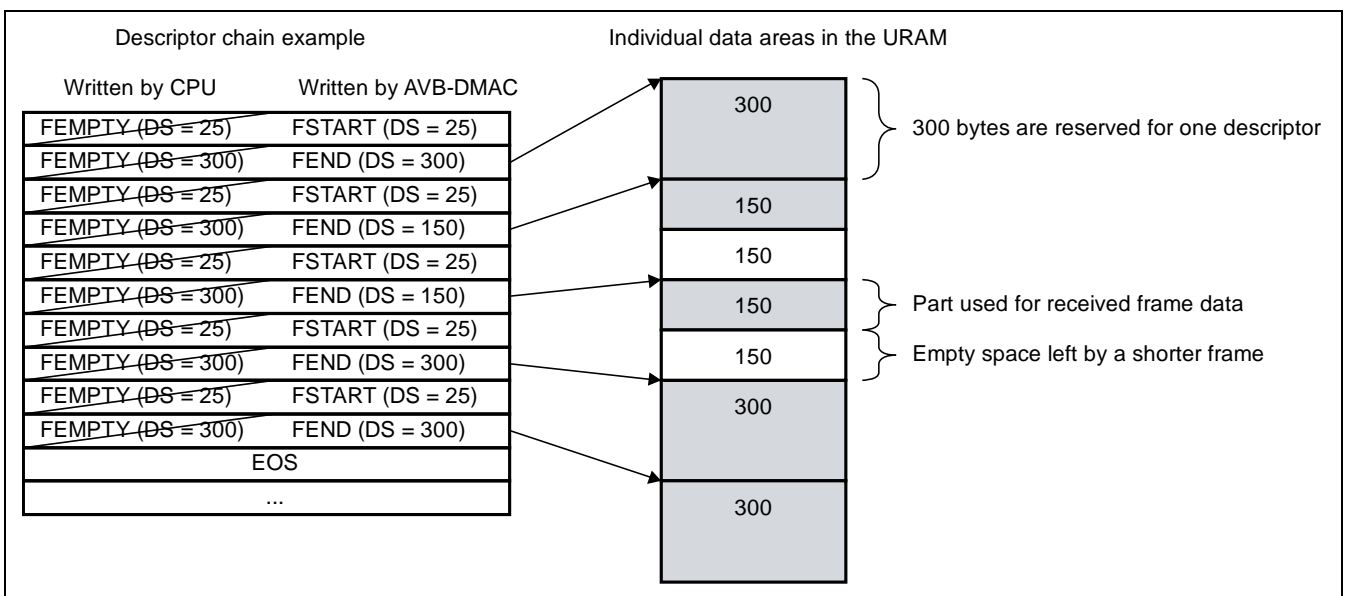 Descriptor chain example
Individual data areas in the URAM
Written by CPU
Written by AVB-DMAC
FEMPTY (DS = 25) FSTART (DS = 25)
FEMPTY (DS = 300) FEND (DS = 300)
FEMPTY (DS = 25) FSTART (DS = 25)
FEMPTY (DS = 300) FEND (DS = 150)
FEMPTY (DS = 25) FSTART (DS = 25)
FEMPTY (DS = 300) FEND (DS = 150)
FEMPTY (DS = 25) FSTART (DS = 25)
FEMPTY (DS = 300) FEND (DS = 300)
FEMPTY (DS = 25) FSTART (DS = 25)
FEMPTY (DS = 300) FEND (DS = 300)
EOS
...
300
150
150
150
150
300
300
300 bytes are reserved for one descriptor
Part used for received frame data
Empty space left by a shorter frame